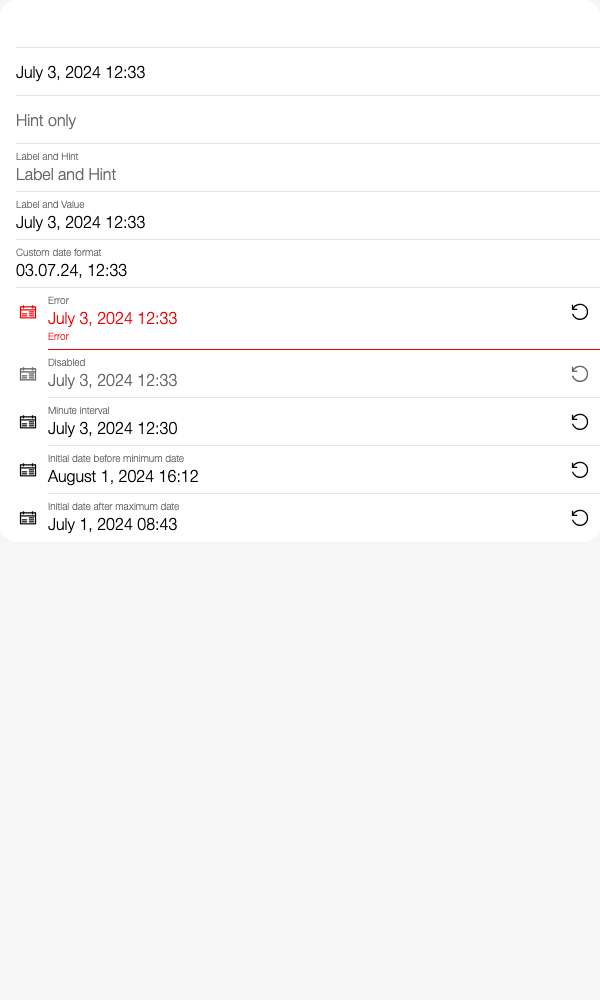 July 3, 2024 12:33
Hint only
Label and Hint
Label and Hint
Label and Value
July 3, 2024 12:33
Custom date format
03.07.24, 12:33
Error
July 3, 2024 12:33
Error
Disabled
July 3, 2024 12:33
Minute interval
July 3, 2024 12:30
Initial date before minimum date
August 1, 2024 16:12
Initial date after maximum date
July 1, 2024 08:43